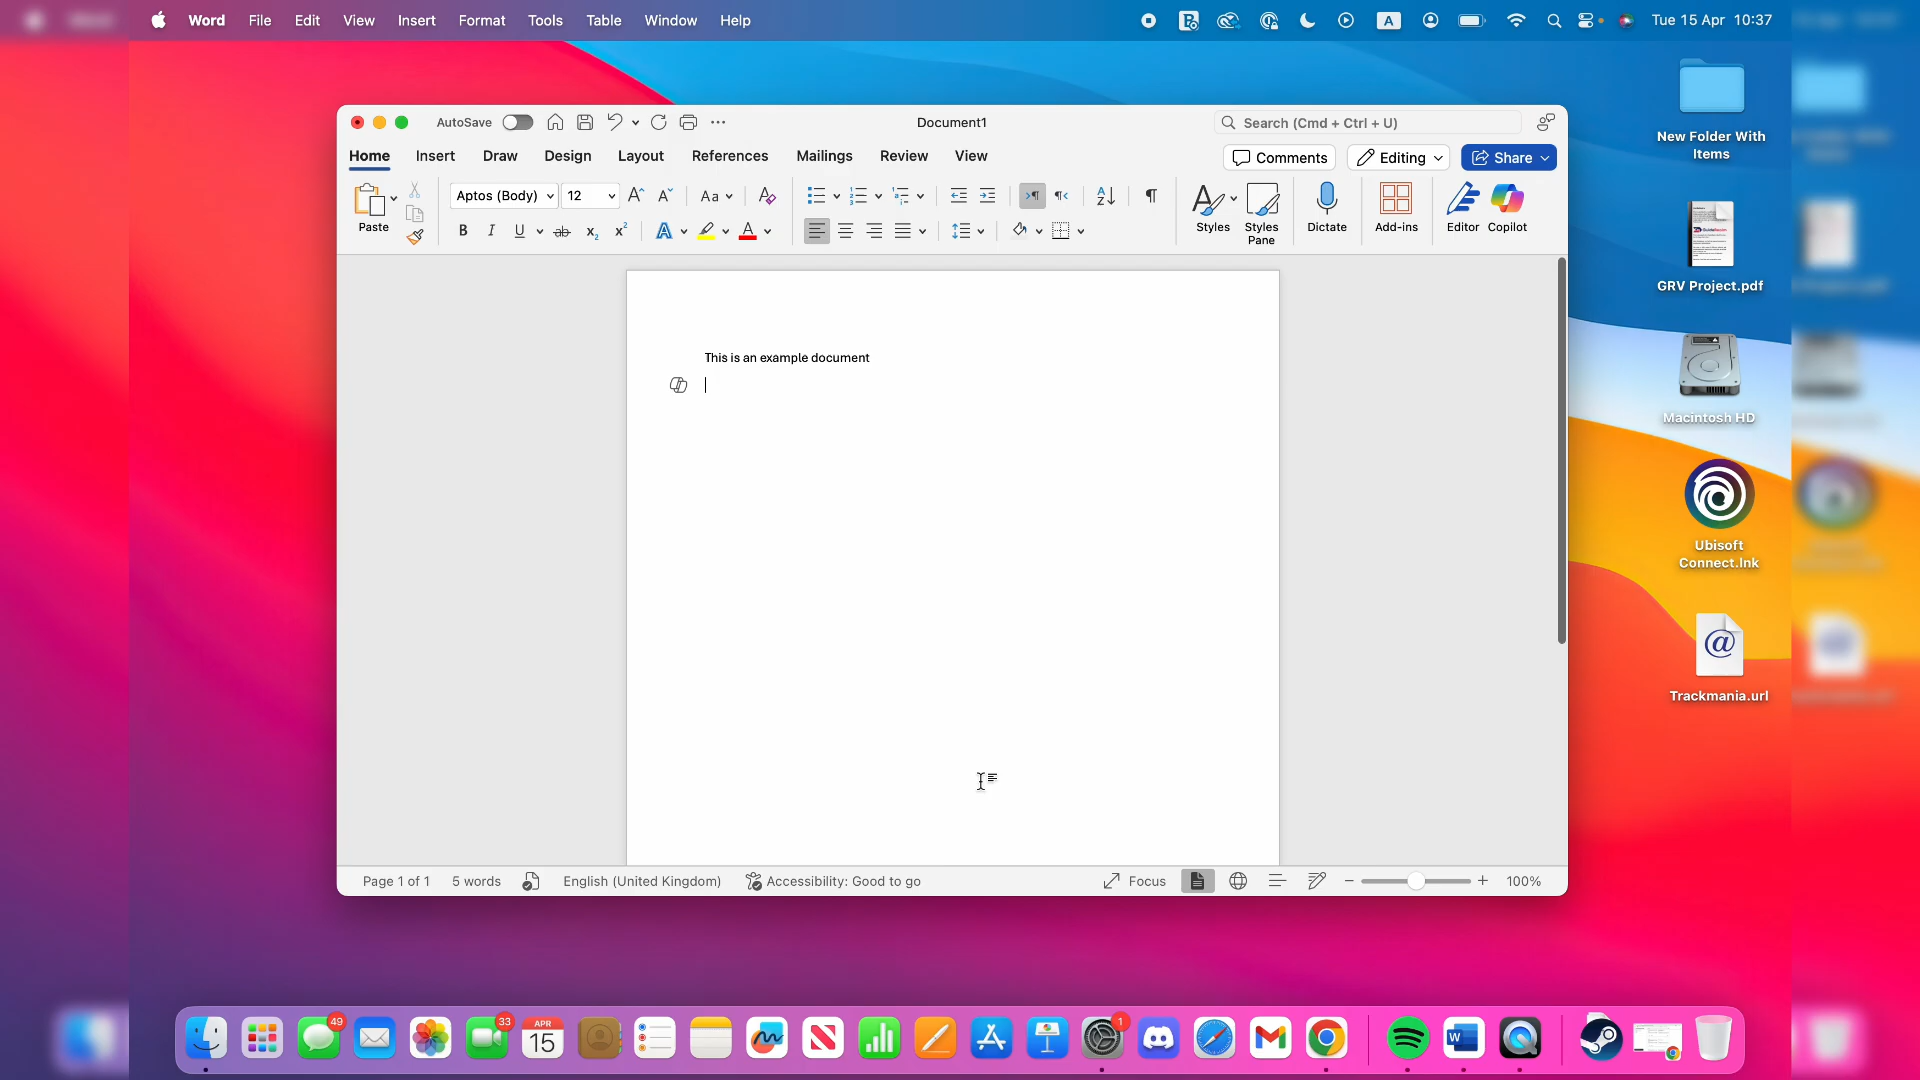 Word File Edit View Insert Format Tools Table Window Help A Tue 15 Apr 10:37
AutoSave Document1 Search (Cmd + Ctrl + U)
Home Insert Draw Design Layout References Mailings Review View Comments Editing Share
Paste Aptos (Body) 12 Styles Styles Pane Dictate Add-ins Editor Copilot
This is an example document
Page 1 of 1 5 words English (United Kingdom) Accessibility: Good to go Focus 100%
New Folder With
Items
GRV Project.pdf
Macintosh HD
Ubisoft
Connect.lnk
Trackmania.url
49 33 APR 15 1